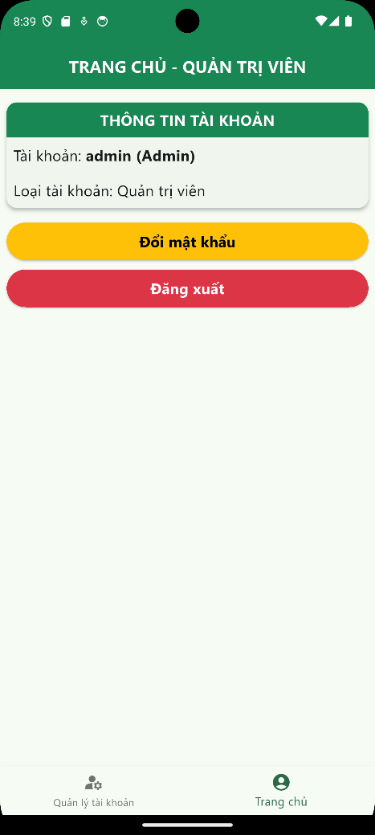 8:39
TRANG CHỦ - QUẢN TRỊ VIÊN
THÔNG TIN TÀI KHOẢN
Tài khoản: admin (Admin)
Loại tài khoản: Quản trị viên
Đổi mật khẩu
Đăng xuất
Quản lý tài khoản
Trang chủ